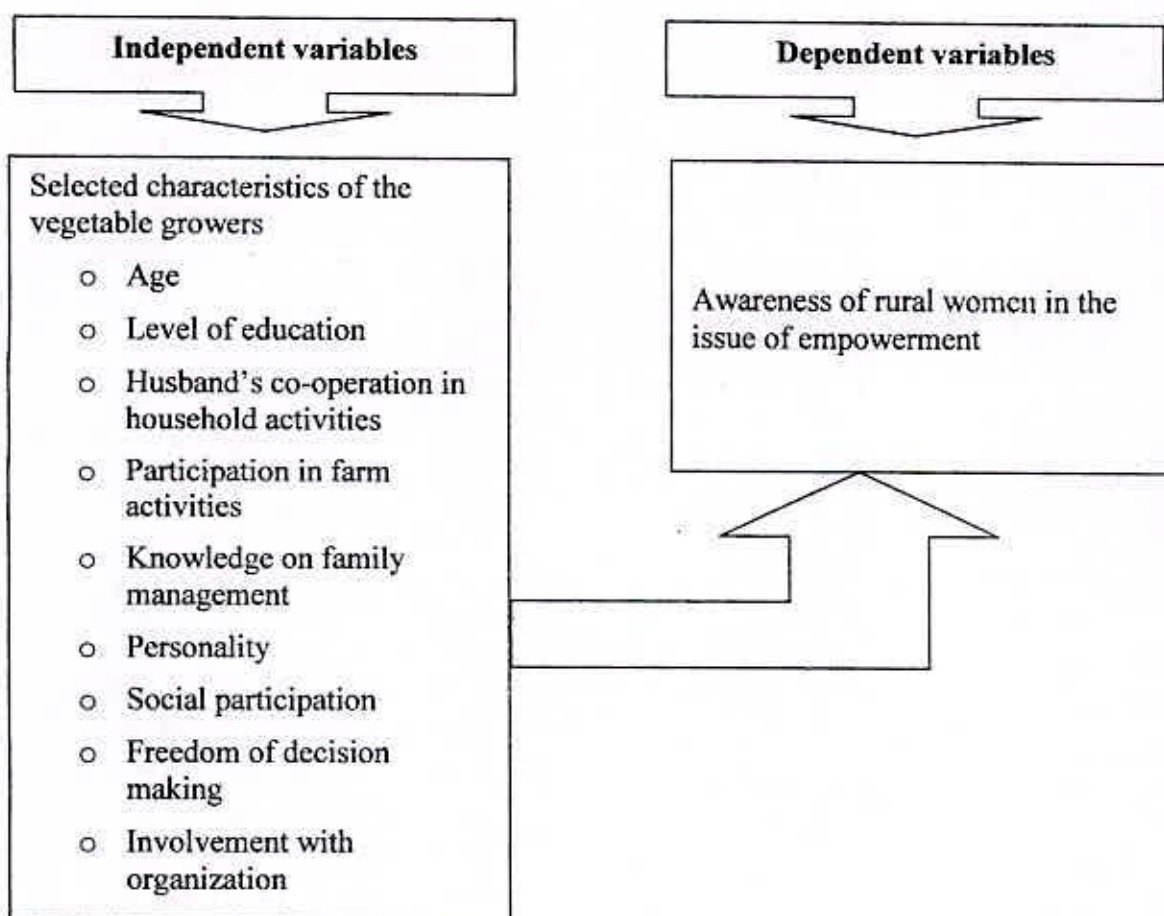 Independent variables
Dependent variables
Selected characteristics of the
vegetable growers
o Age
o Level of education
o Husband's co-operation in
household activities
o Participation in farm
activities
o Knowledge on family
management
o Personality
o Social participation
o Freedom of decision
making
o Involvement with
organization
Awareness of rural women in the
issue of empowerment